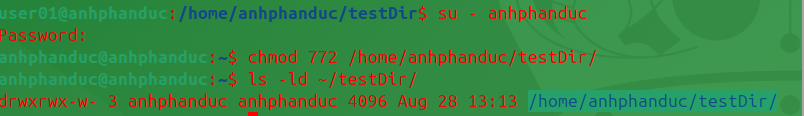 user01@anhphanduc:/home/anhphanduc/testDir$ su - anhphanduc
Password:
anhphanduc@anhphanduc:~$ chmod 772 /home/anhphanduc/testDir/
anhphanduc@anhphanduc:~$ ls -ld ~/testDir/
drwxrwx-w- 3 anhphanduc anhphanduc 4096 Aug 28 13:13 /home/anhphanduc/testDir/